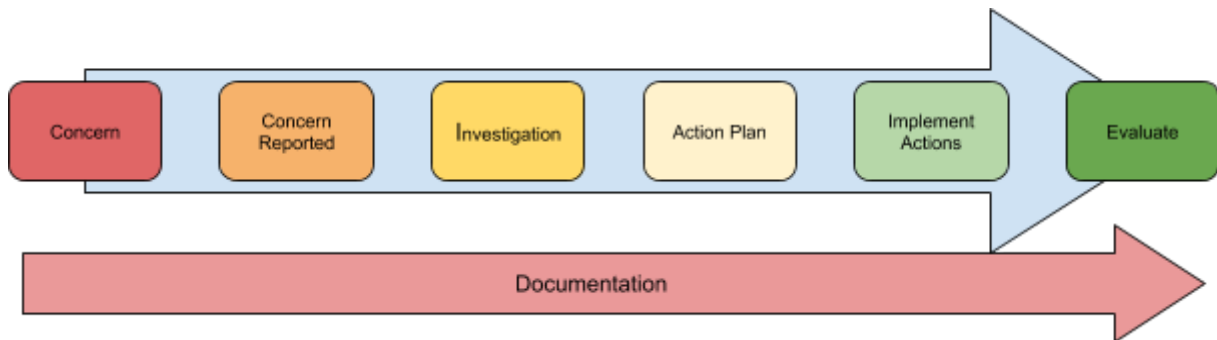 Concern
Concern
Reported
Investigation
Action Plan
Implement
Actions
Evaluate
Documentation